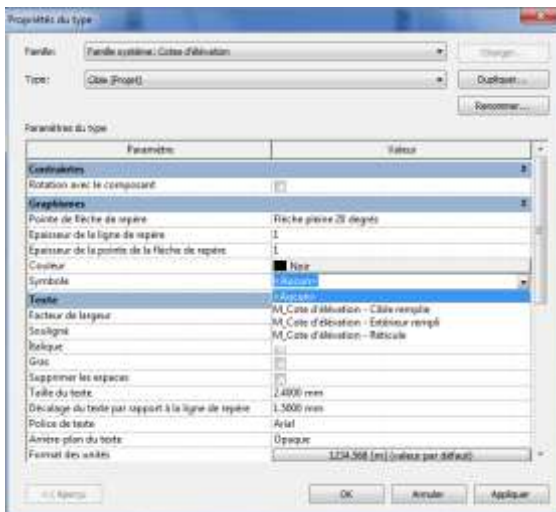 Propriétés du type
Famille: Famille système: Cotes d'élévation Charger...
Type: Cible (Projet) Dupliquer...
Renommer...
Paramètres du type
Paramètre Valeur
Contraintes
Rotation avec le composant
Graphismes
Pointe de flèche de repère Flèche pleine 20 degrés
Epaisseur de la ligne de repère 1
Epaisseur de la pointe de la flèche de repère 1
Couleur Noir
Symbole <Aucun>
<Aucun>
Texte
M_Cote d'élévation - Cible remplie
Facteur de largeur
M_Cote d'élévation - Extérieur rempli
Souligné
M_Cote d'élévation - Réticule
Italique
Gras
Supprimer les espaces
Taille du texte 2.4000 mm
Décalage du texte par rapport à la ligne de repère 1.5000 mm
Police de texte Arial
Arrière-plan du texte Opaque
Format des unités 1234.568 [m] (valeur par défaut)
<< Aperçu OK Annuler Appliquer